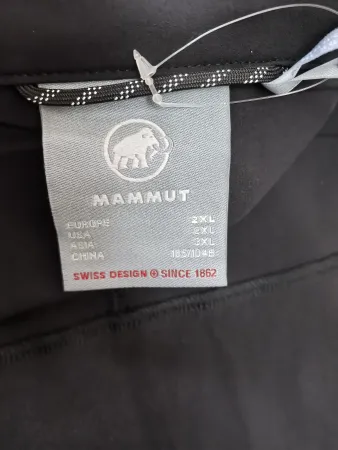 MAMMUT
EUROPE 2XL
USA 2XL
ASIA 3XL
CHINA
SWISS DESIGN SINCE 1862